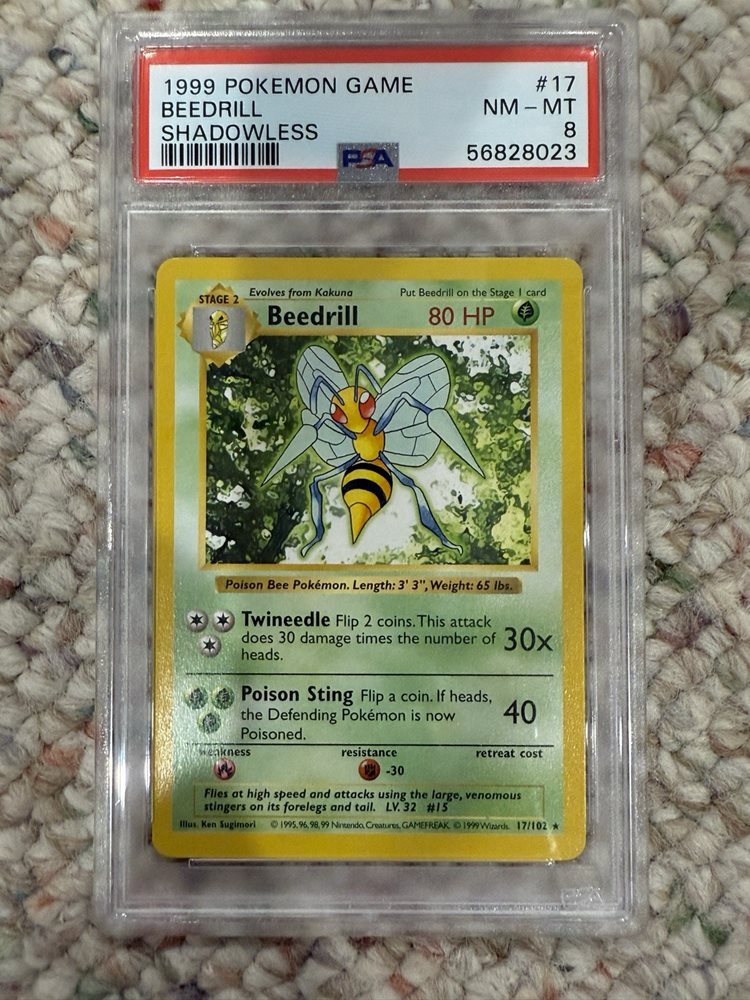 1999 POKEMON GAME #17
BEEDRILL NM - MT
SHADOWLESS 8
PSA 56828023
STAGE 2 Evolves from Kakuna Put Beedrill on the Stage 1 card
Beedrill 80 HP
Poison Bee Pokémon. Length: 3' 3", Weight: 65 lbs.
Twineedle Flip 2 coins. This attack
does 30 damage times the number of 30x
heads.
Poison Sting Flip a coin. If heads,
the Defending Pokémon is now 40
Poisoned.
weakness resistance retreat cost
-30
Flies at high speed and attacks using the large, venomous
stingers on its forelegs and tail. LV. 32 #15
Illus. Ken Sugimori © 1995, 96, 98, 99 Nintendo, Creatures, GAMEFREAK. © 1999 Wizards. 17/102 ★
PSA